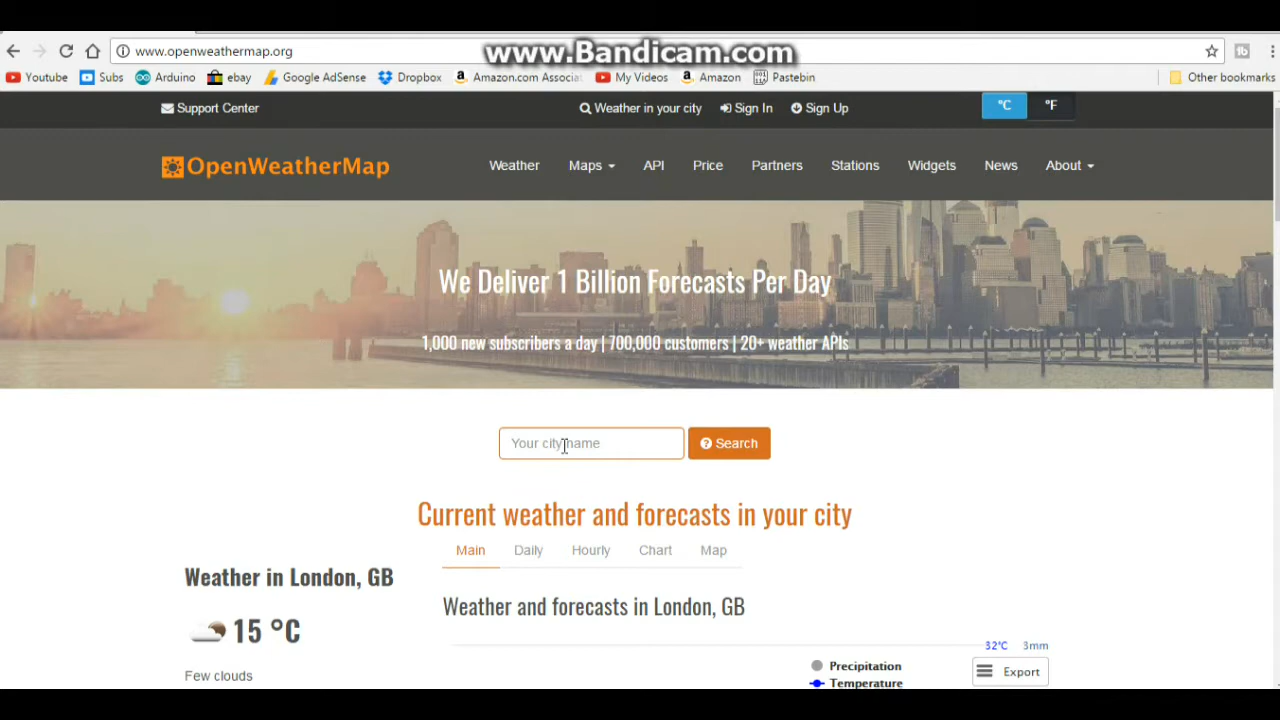 www.openweathermap.org
www.Bandicam.com
Youtube Subs Arduino ebay Google AdSense Dropbox Amazon.com Associat My Videos Amazon Pastebin Other bookmarks
Support Center Weather in your city Sign In Sign Up °C °F
OpenWeatherMap Weather Maps API Price Partners Stations Widgets News About
We Deliver 1 Billion Forecasts Per Day
1,000 new subscribers a day | 700,000 customers | 20+ weather APIs
Your city name Search
Current weather and forecasts in your city
Main Daily Hourly Chart Map
Weather in London, GB
15 °C
Few clouds
Weather and forecasts in London, GB
32°C 3mm
Precipitation
Temperature
Export